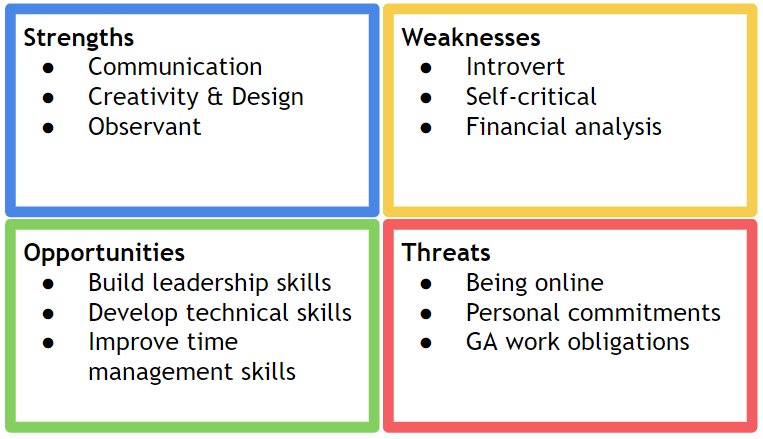 Strengths
● Communication
● Creativity & Design
● Observant
Weaknesses
● Introvert
● Self-critical
● Financial analysis
Opportunities
● Build leadership skills
● Develop technical skills
● Improve time
management skills
Threats
● Being online
● Personal commitments
● GA work obligations